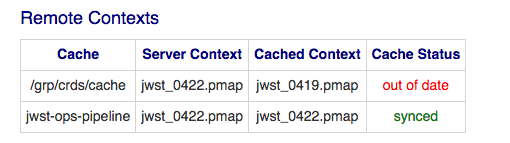 Remote Contexts
Cache Server Context Cached Context Cache Status
/grp/crds/cache jwst_0422.pmap jwst_0419.pmap out of date
jwst-ops-pipeline jwst_0422.pmap jwst_0422.pmap synced